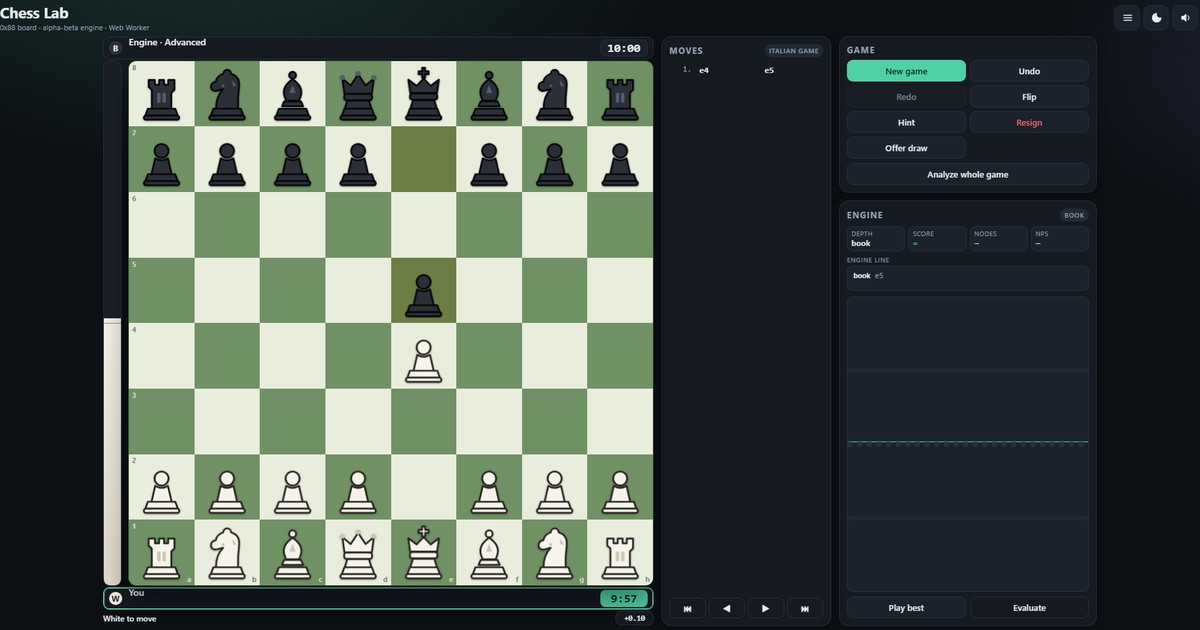 Chess Lab
0x88 board · alpha-beta engine · Web Worker
B Engine · Advanced 10:00
8
7
6
5
4
3
2
1
a b c d e f g h
W You 9:57
White to move +0.10
MOVES ITALIAN GAME
1. e4 e5
GAME
New game Undo
Redo Flip
Hint Resign
Offer draw
Analyze whole game
ENGINE BOOK
DEPTH SCORE NODES NPS
book = – –
ENGINE LINE
book e5
Play best Evaluate